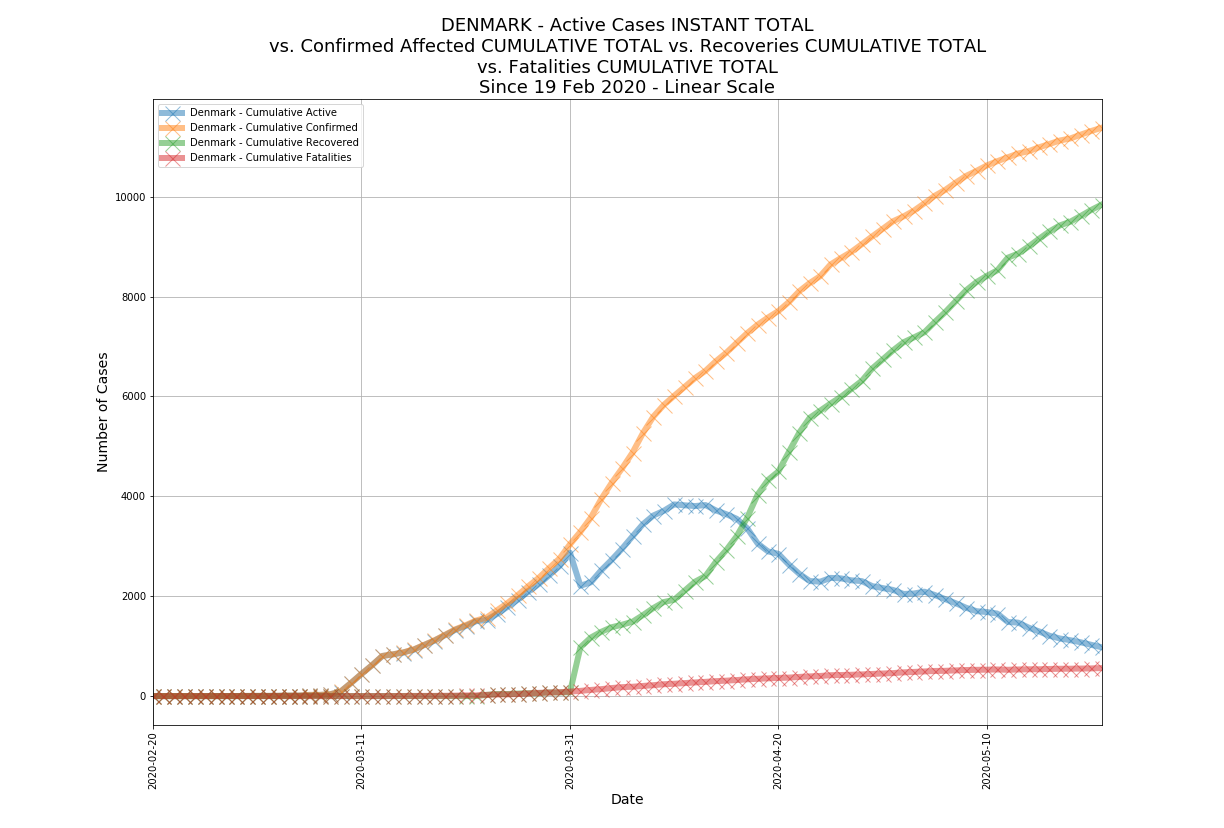 DENMARK - Active Cases INSTANT TOTAL
vs. Confirmed Affected CUMULATIVE TOTAL vs. Recoveries CUMULATIVE TOTAL
vs. Fatalities CUMULATIVE TOTAL
Since 19 Feb 2020 - Linear Scale
Denmark - Cumulative Active
Denmark - Cumulative Confirmed
Denmark - Cumulative Recovered
Denmark - Cumulative Fatalities
Number of Cases
10000
8000
6000
4000
2000
0
2020-02-20
2020-03-11
2020-03-31
2020-04-20
2020-05-10
Date